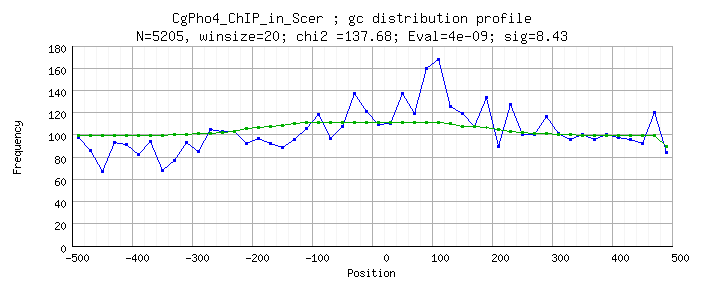 CgPho4_ChIP_in_Scer ; gc distribution profile
N=5205, winsize=20; chi2 =137.68; Eval=4e-09; sig=8.43
180
160
140
120
100
80
60
40
20
0
Frequency
-500 -400 -300 -200 -100 0 100 200 300 400 500
Position